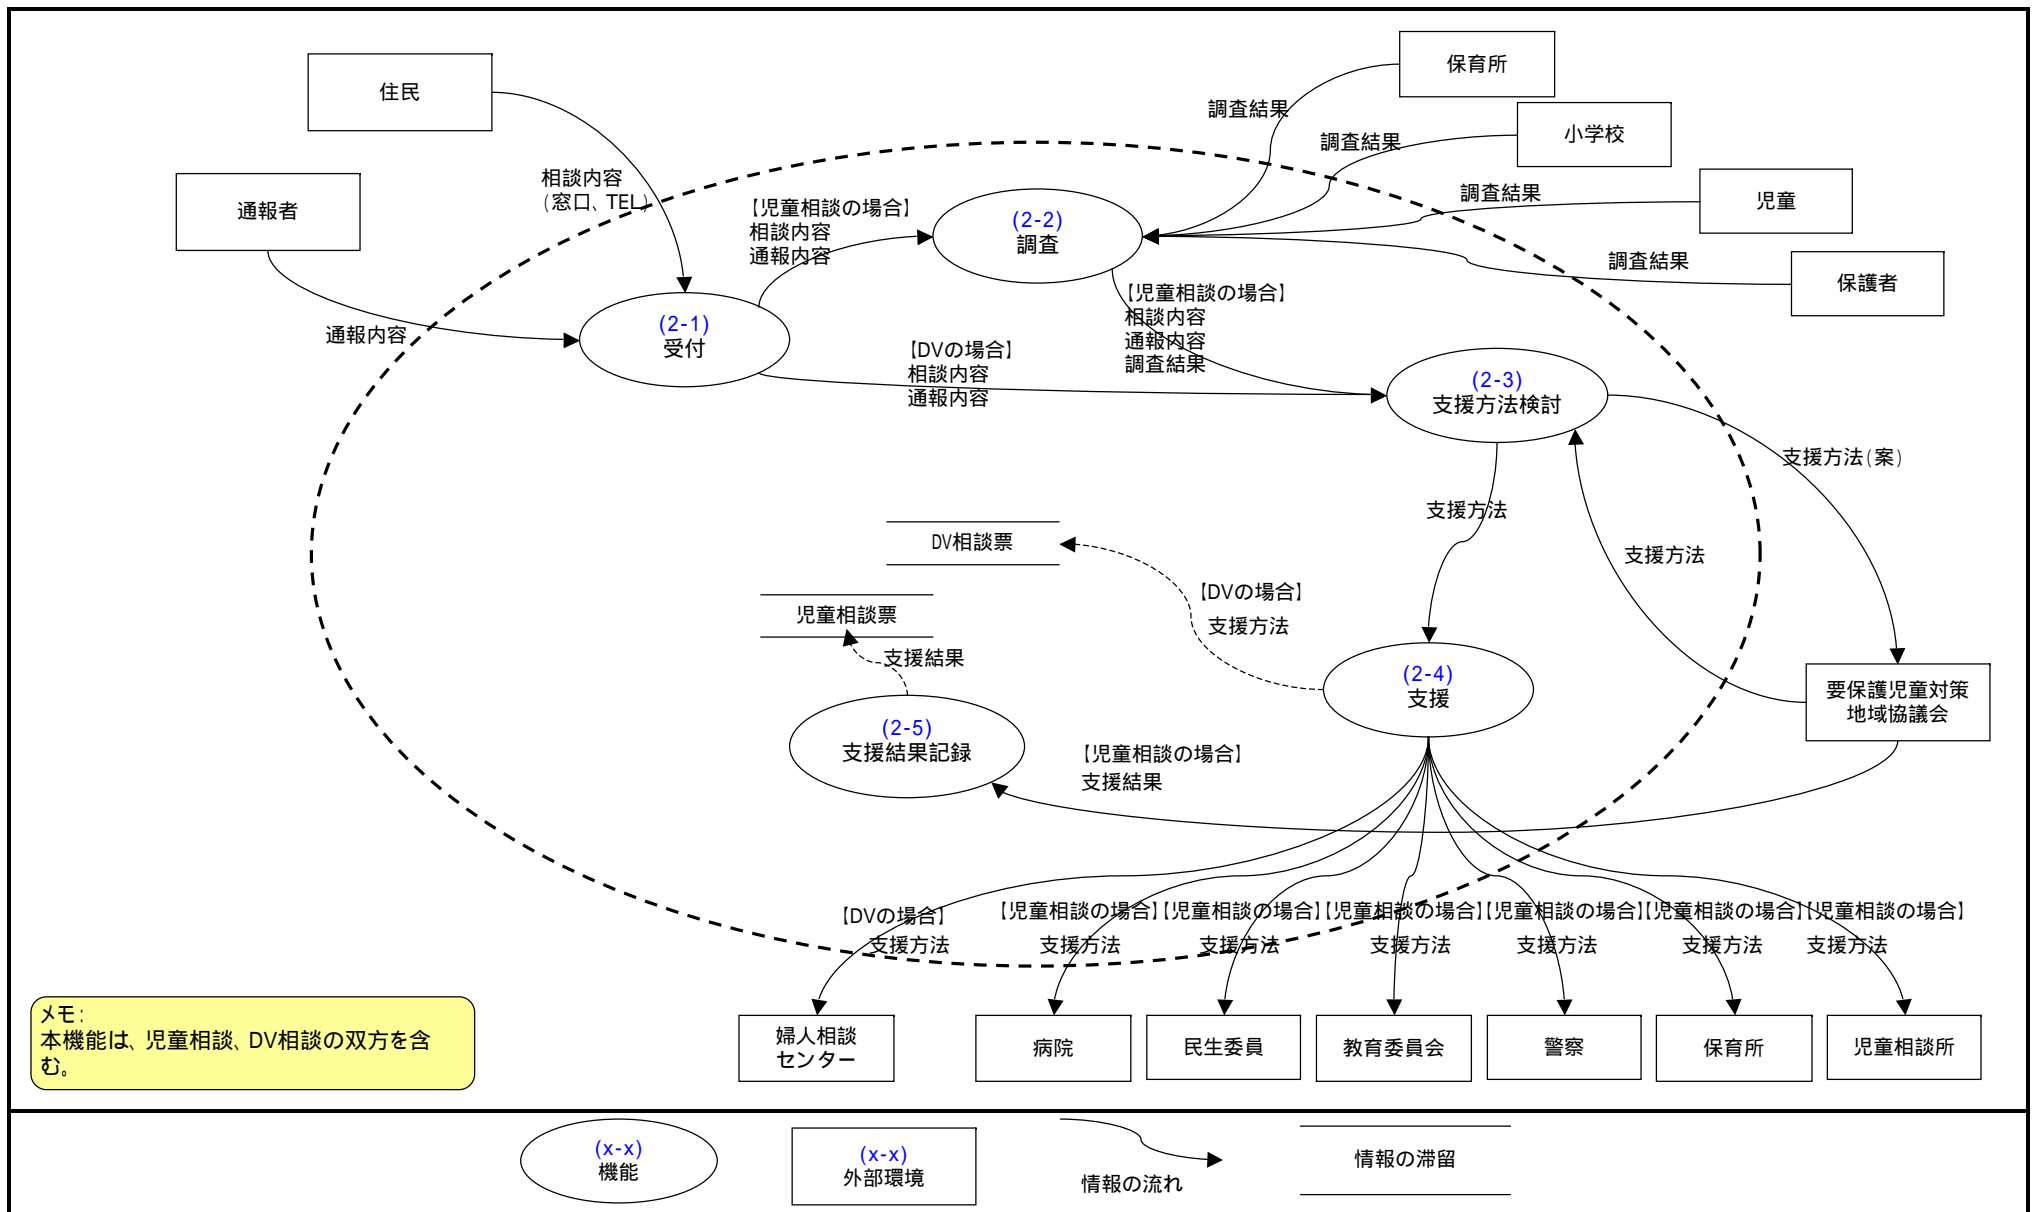 住民
保育所
小学校
児童
保護者
通報者
調査結果
調査結果
調査結果
調査結果
相談内容
(窓口、TEL)
通報内容
【児童相談の場合】
相談内容
通報内容
(2-1)
受付
(2-2)
調査
【児童相談の場合】
相談内容
通報内容
調査結果
【DVの場合】
相談内容
通報内容
(2-3)
支援方法検討
支援方法(案)
支援方法
支援方法
DV相談票
【DVの場合】
支援方法
児童相談票
支援結果
(2-4)
支援
要保護児童対策
地域協議会
(2-5)
支援結果記録
【児童相談の場合】
支援結果
【DVの場合】
支援方法
【児童相談の場合】
支援方法
【児童相談の場合】
支援方法
【児童相談の場合】
支援方法
【児童相談の場合】
支援方法
【児童相談の場合】
支援方法
【児童相談の場合】
支援方法
婦人相談
センター
病院
民生委員
教育委員会
警察
保育所
児童相談所
メモ:
本機能は、児童相談、DV相談の双方を含
む。
(x-x)
機能
(x-x)
外部環境
情報の流れ
情報の滞留